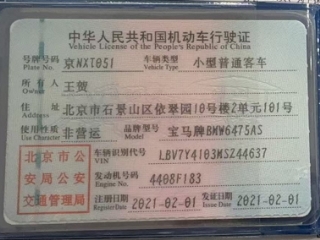 中华人民共和国机动车行驶证
Vehicle License of the People's Republic of China
号牌号码 京NXT051 车辆类型 小型普通客车
Plate No. Vehicle Type
所有人 王贺
Owner
住址 北京市石景山区依翠园10号楼2单元101号
Address
使用性质 非营运 品牌型号 宝马牌BMW6475AS
Use Character Model
北京市公安局公安交通管理局
车辆识别代号 LBV7Y4103MSZ44637
VIN
发动机号码 4408F183
Engine No.
注册日期 2021-02-01 发证日期 2021-02-01
Register Date Issue Date